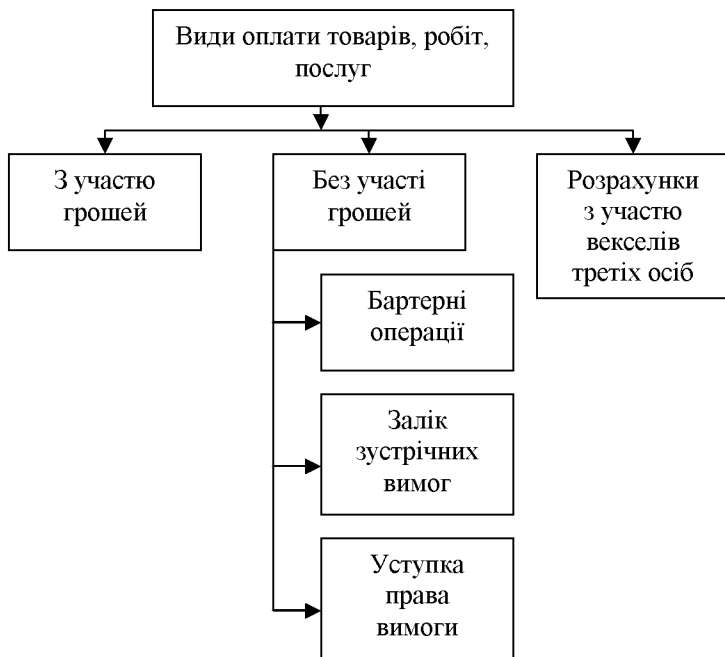 Види оплати товарів, робіт,
послуг
З участю
грошей
Без участі
грошей
Розрахунки
з участю
векселів
третіх осіб
Бартерні
операції
Залік
зустрічних
вимог
Уступка
права
вимоги